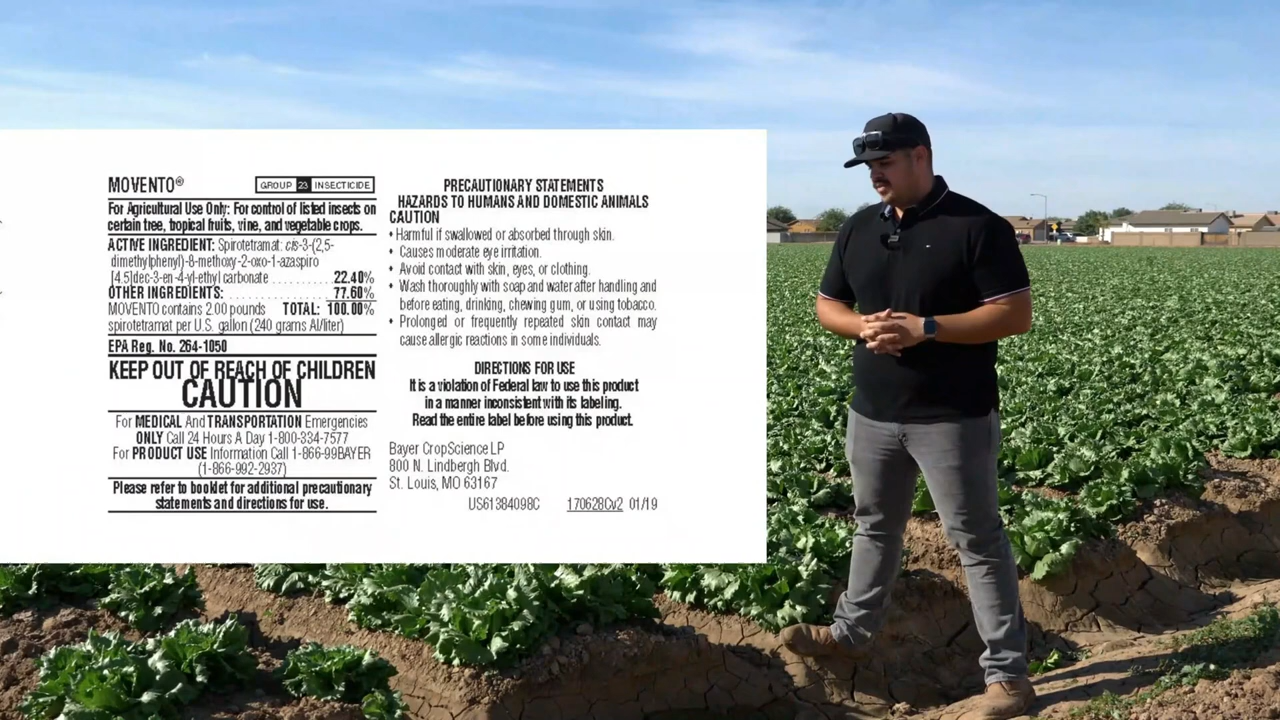 MOVENTO®
GROUP 23 INSECTICIDE
For Agricultural Use Only: For control of listed insects on
certain tree, tropical fruits, vine, and vegetable crops.
ACTIVE INGREDIENT: Spirotetramat: cis-3-(2,5-
dimethylphenyl)-8-methoxy-2-oxo-1-azaspiro
[4.5]dec-3-en-4-yl-ethyl carbonate ............ 22.40%
OTHER INGREDIENTS: .................. 77.60%
MOVENTO contains 2.00 pounds TOTAL: 100.00%
spirotetramat per U.S. gallon (240 grams AI/liter)
EPA Reg. No. 264-1050
KEEP OUT OF REACH OF CHILDREN
CAUTION
For MEDICAL And TRANSPORTATION Emergencies
ONLY Call 24 Hours A Day 1-800-334-7577
For PRODUCT USE Information Call 1-866-99BAYER
(1-866-992-2937)
Please refer to booklet for additional precautionary
statements and directions for use.
PRECAUTIONARY STATEMENTS
HAZARDS TO HUMANS AND DOMESTIC ANIMALS
CAUTION
• Harmful if swallowed or absorbed through skin.
• Causes moderate eye irritation.
• Avoid contact with skin, eyes, or clothing.
• Wash thoroughly with soap and water after handling and
before eating, drinking, chewing gum, or using tobacco.
• Prolonged or frequently repeated skin contact may
cause allergic reactions in some individuals.
DIRECTIONS FOR USE
It is a violation of Federal law to use this product
in a manner inconsistent with its labeling.
Read the entire label before using this product.
Bayer CropScience LP
800 N. Lindbergh Blvd.
St. Louis, MO 63167
US61384098C 170628Cv2 01/19